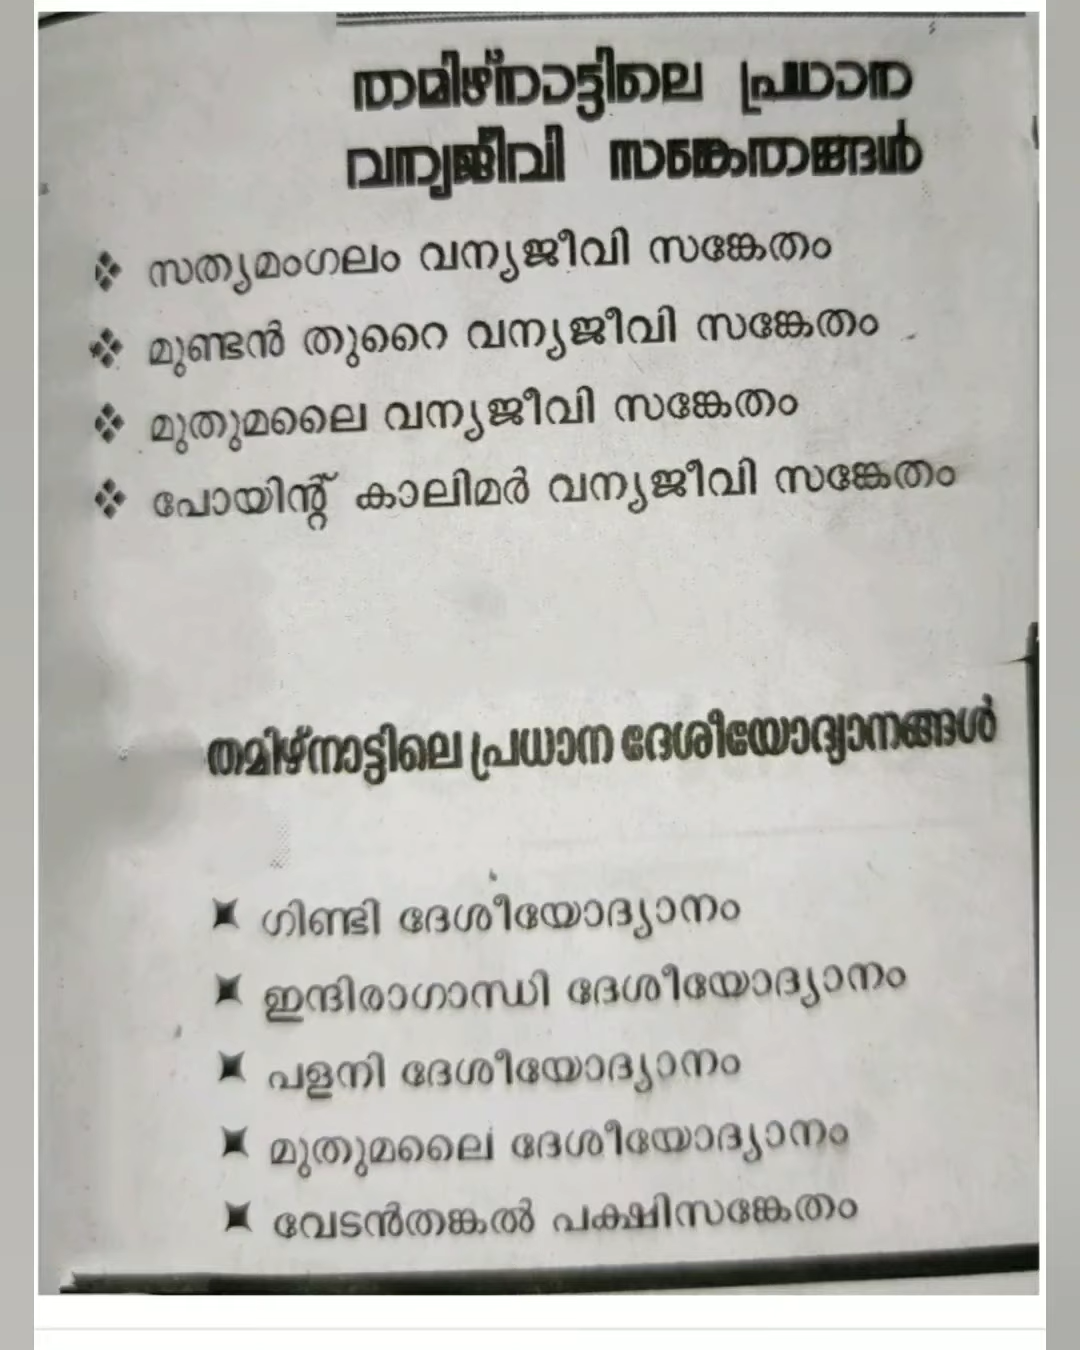 തമിഴ്നാട്ടിലെ പ്രധാന
വന്യജീവി സങ്കേതങ്ങൾ
❖ സത്യമംഗലം വന്യജീവി സങ്കേതം
❖ മുണ്ടൻ തുറൈ വന്യജീവി സങ്കേതം
❖ മുതുമലൈ വന്യജീവി സങ്കേതം
❖ പോയിന്റ് കാലിമർ വന്യജീവി സങ്കേതം
തമിഴ്നാട്ടിലെ പ്രധാന ദേശീയോദ്യാനങ്ങൾ
ഗിണ്ടി ദേശീയോദ്യാനം
ഇന്ദിരാഗാന്ധി ദേശീയോദ്യാനം
പളനി ദേശീയോദ്യാനം
മുതുമലൈ ദേശീയോദ്യാനം
വേടൻതങ്കൽ പക്ഷിസങ്കേതം